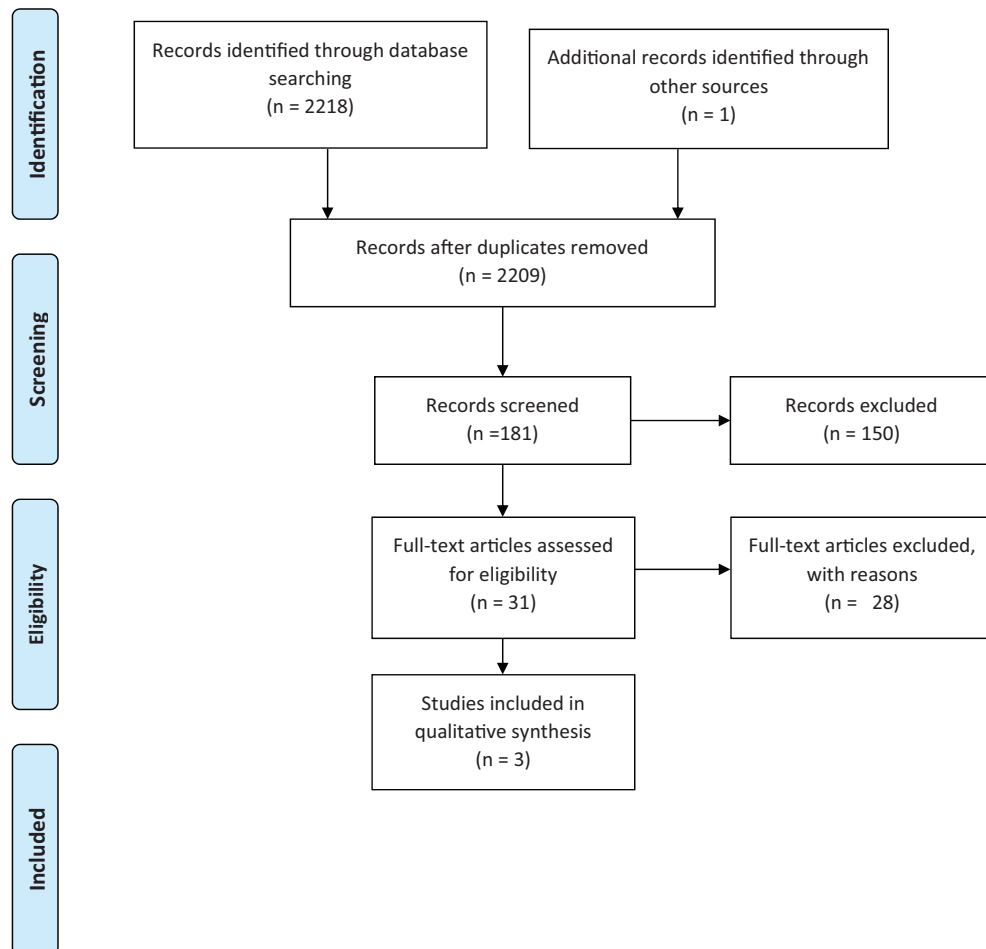 Identification
Records identified through database
searching
(n = 2218)
Additional records identified through
other sources
(n = 1)
Records after duplicates removed
(n = 2209)
Screening
Records screened
(n =181)
Records excluded
(n = 150)
Eligibility
Full-text articles assessed
for eligibility
(n = 31)
Full-text articles excluded,
with reasons
(n = 28)
Studies included in
qualitative synthesis
(n = 3)
Included